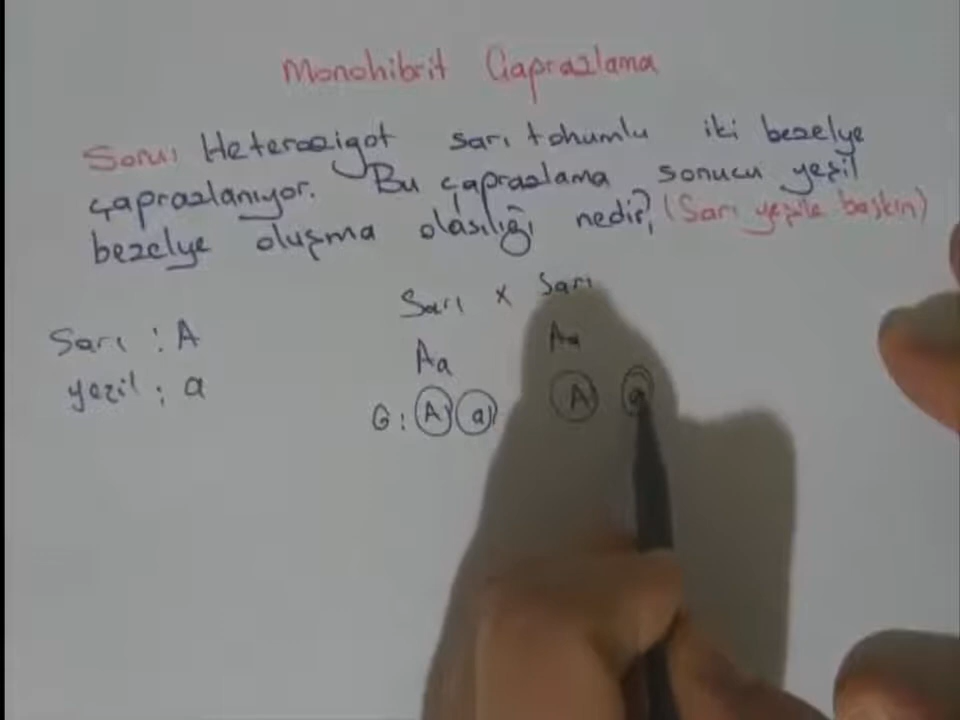 Monohibrit Çaprazlama
Soru: Heterozigot sarı tohumlu iki bezelye
çaprazlanıyor. Bu çaprazlama sonucu yeşil
bezelye oluşma olasılığı nedir? (Sarı yeşile baskın)
Sarı x Sarı
Sarı : A
Aa Aa
yeşil : a
G: A a A a